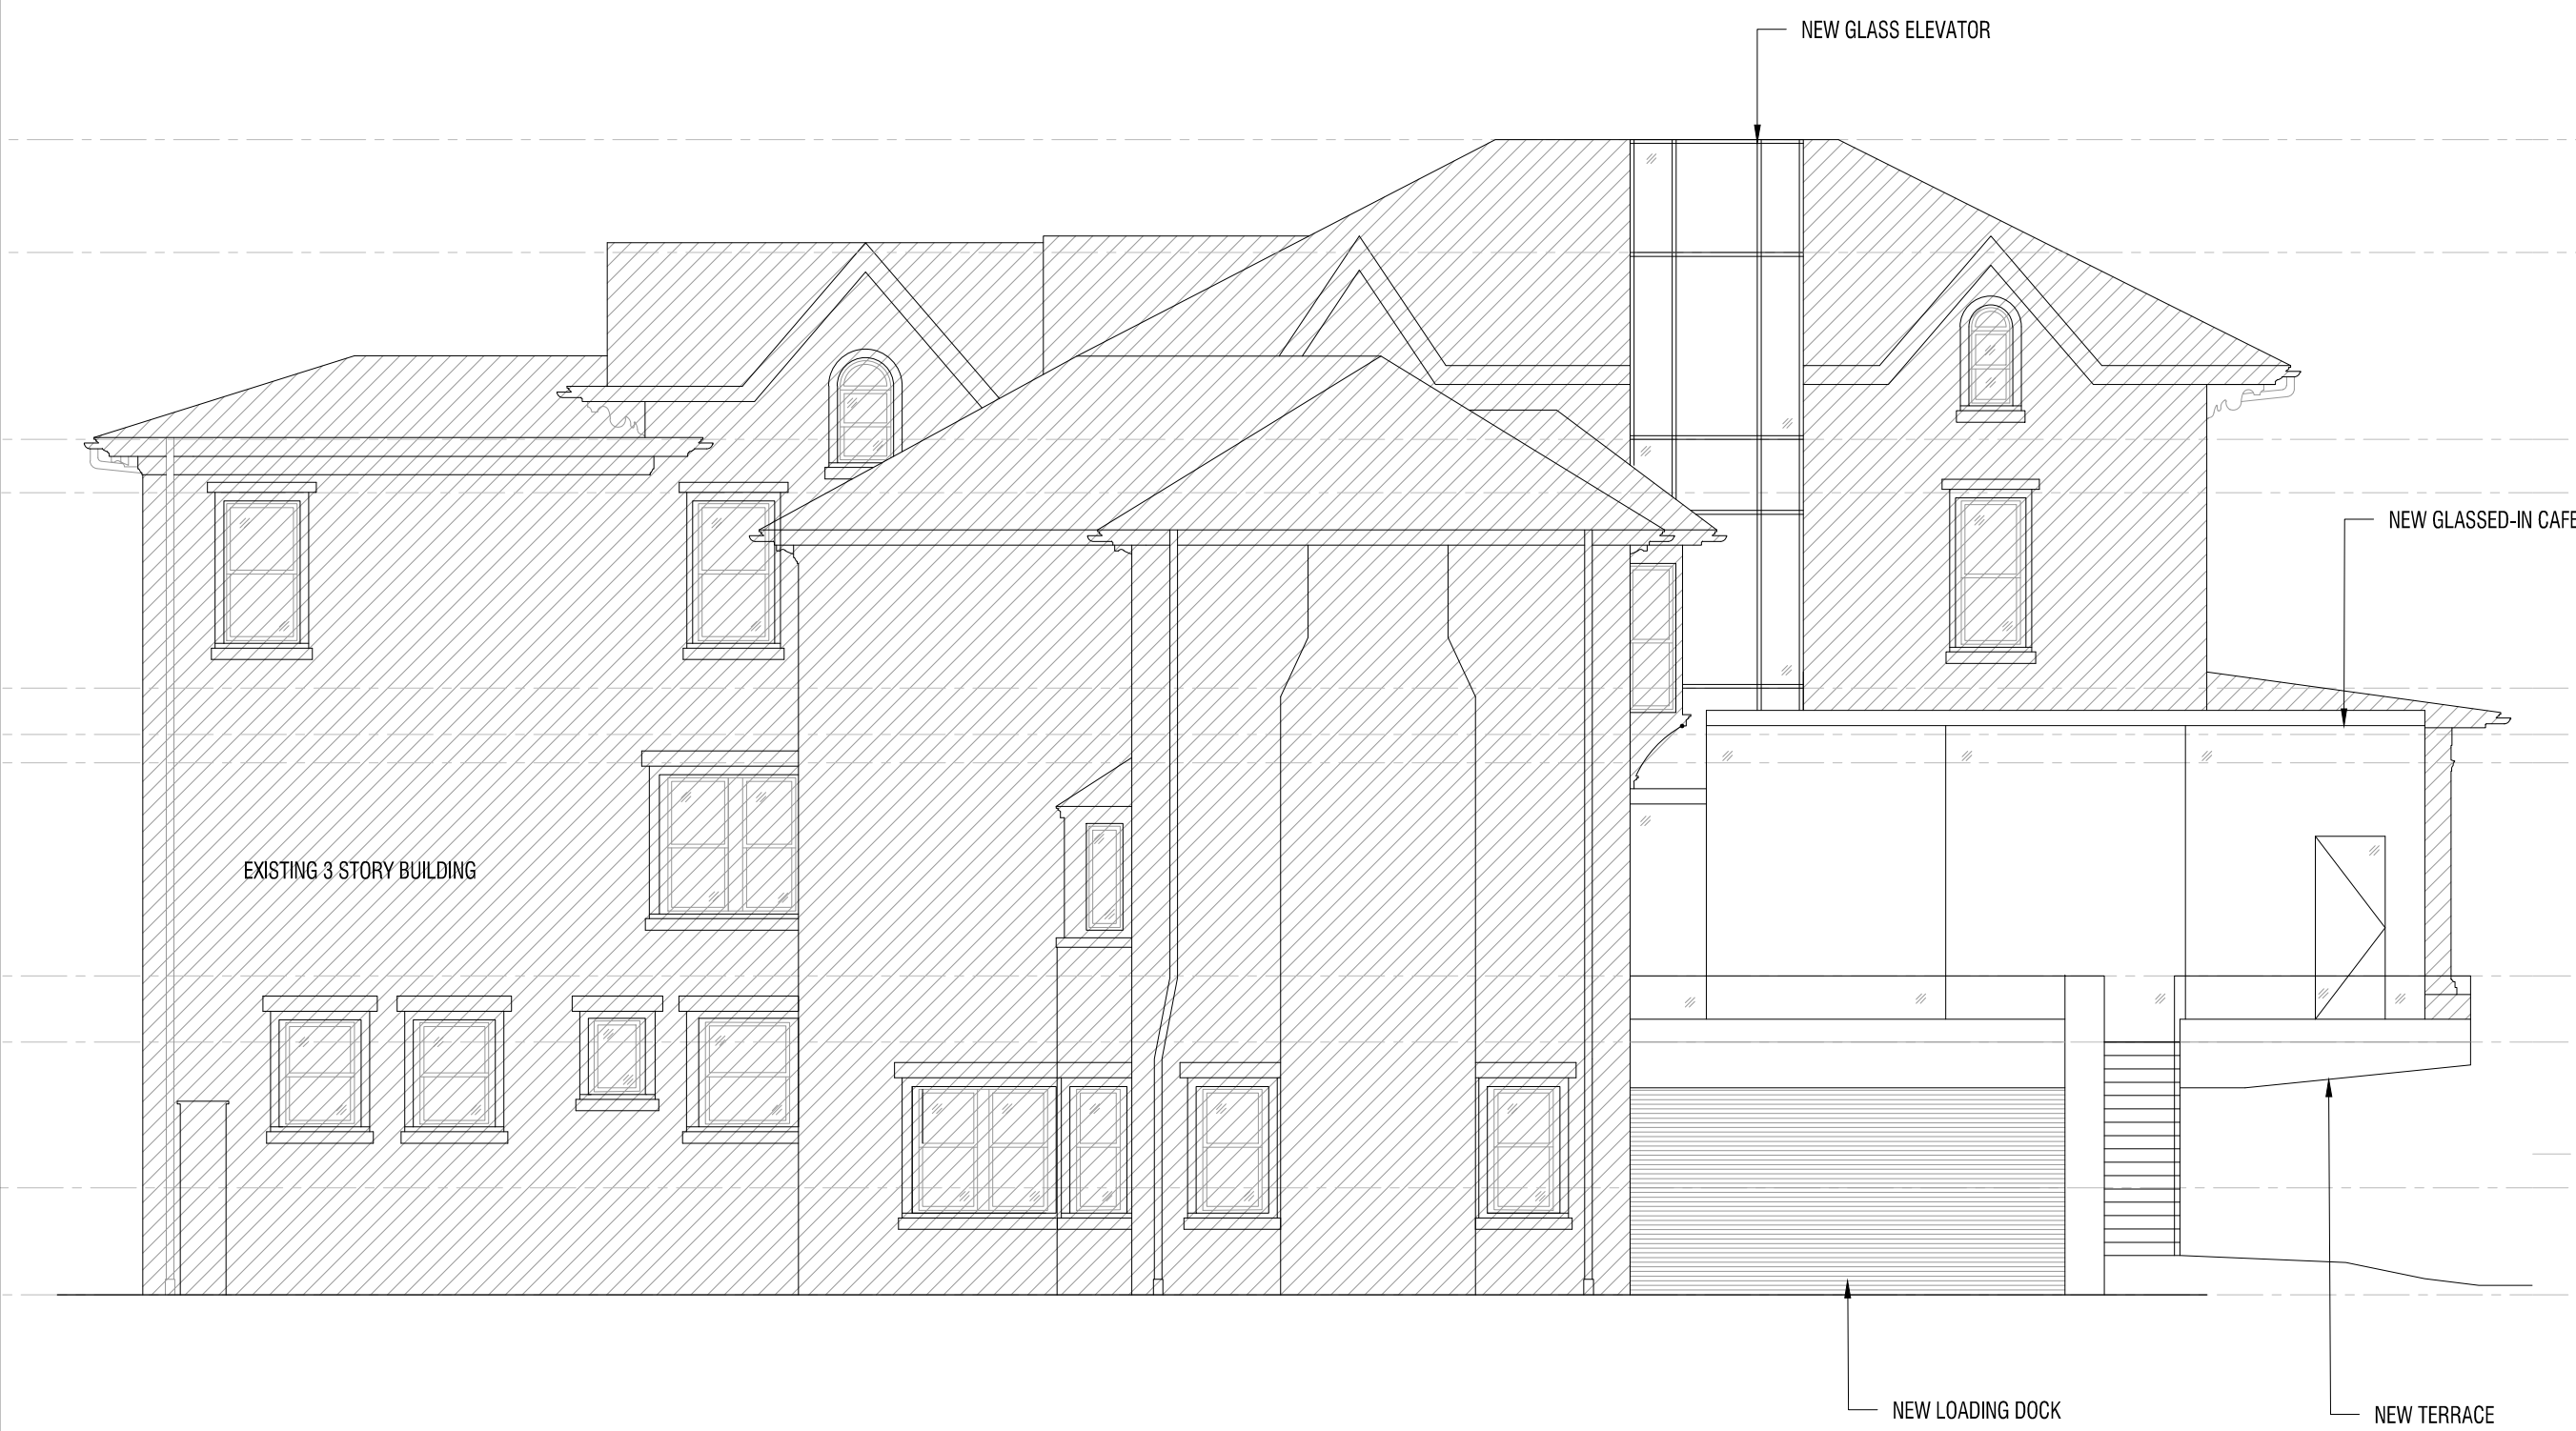 NEW GLASS ELEVATOR
NEW GLASSED-IN CAFE
EXISTING 3 STORY BUILDING
NEW LOADING DOCK
NEW TERRACE